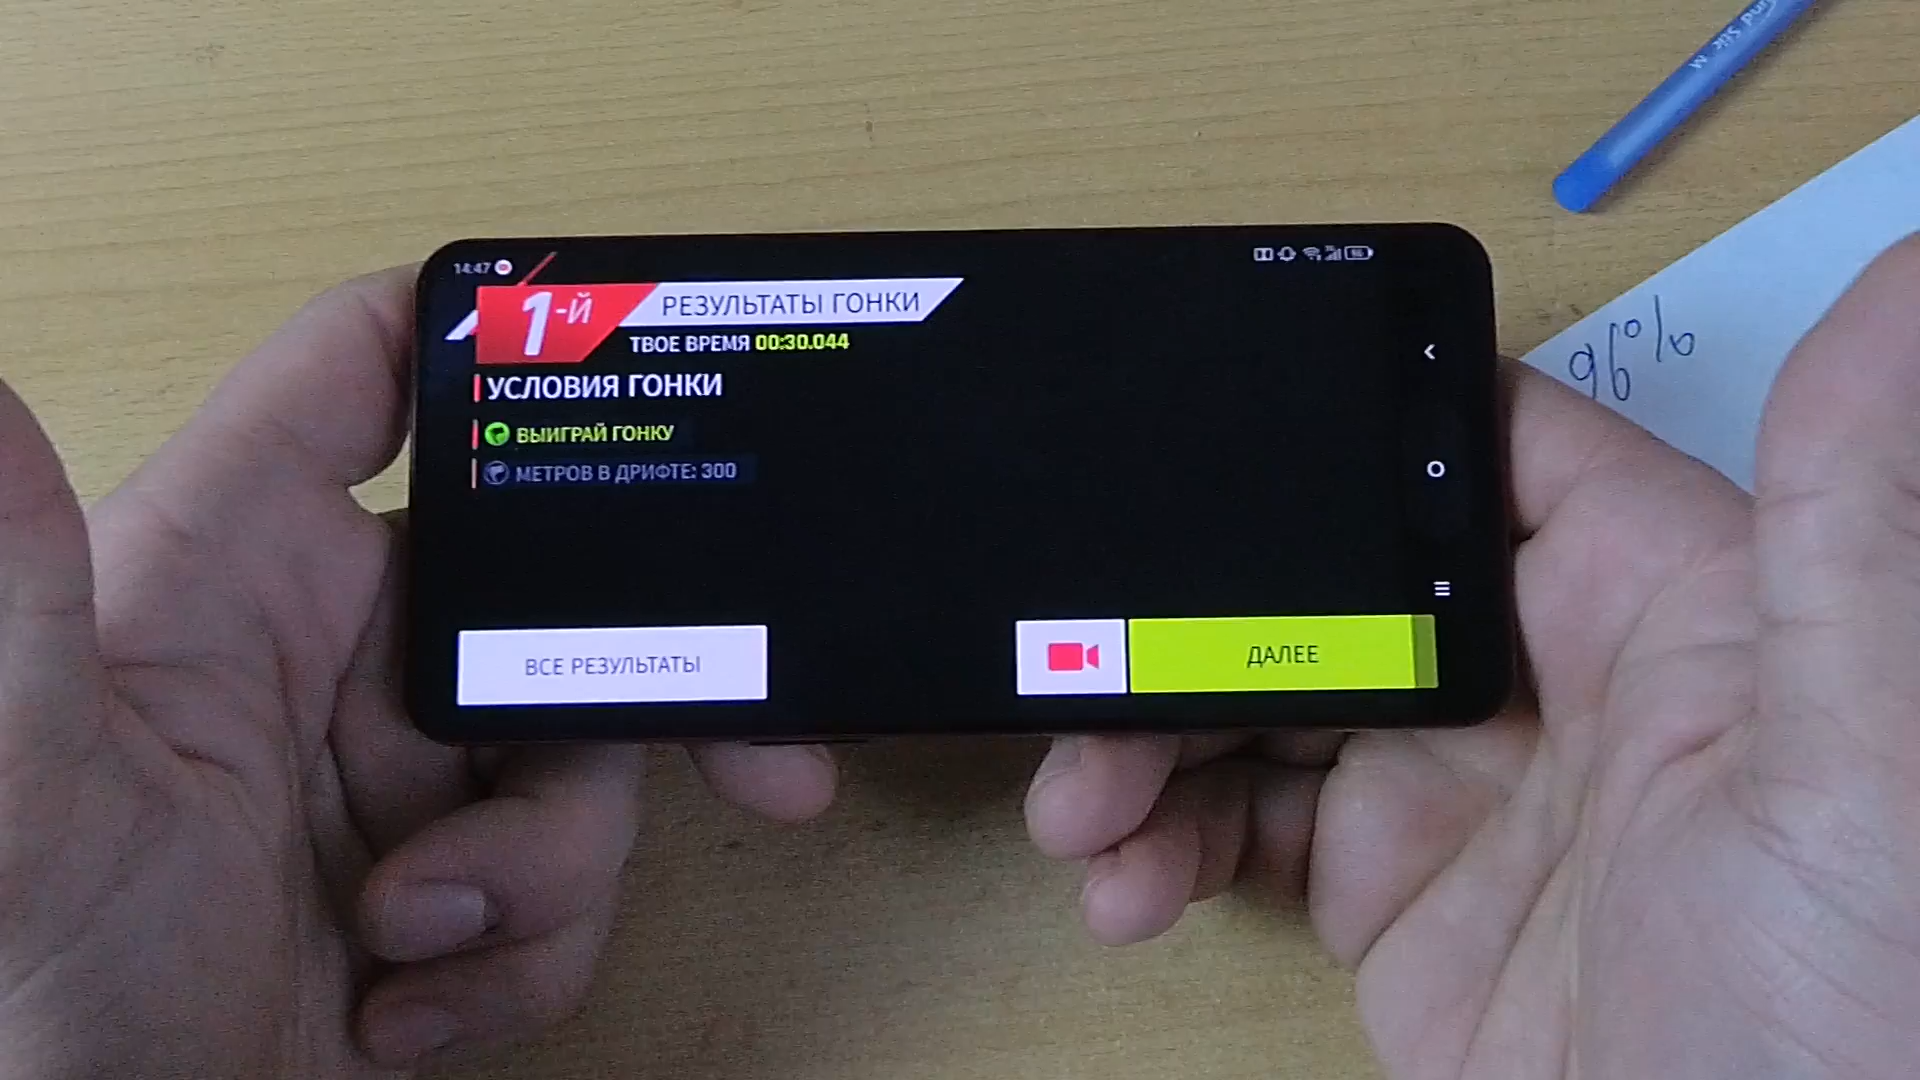 14:47
1-Й
РЕЗУЛЬТАТЫ ГОНКИ
ТВОЕ ВРЕМЯ 00:30.044
УСЛОВИЯ ГОНКИ
ВЫИГРАЙ ГОНКУ
МЕТРОВ В ДРИФТЕ: 300
ВСЕ РЕЗУЛЬТАТЫ
ДАЛЕЕ
96%
Stic M